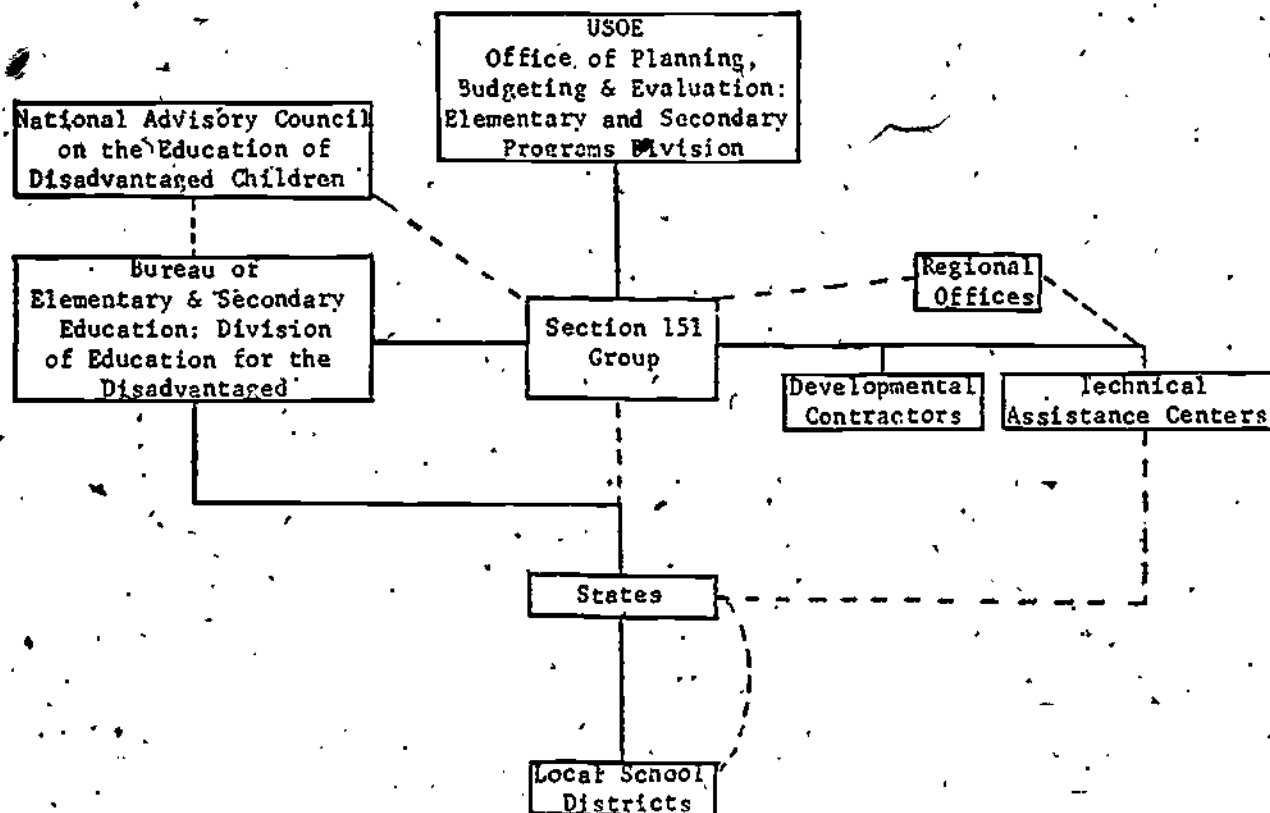 USOE
Office of Planning,
Budgeting & Evaluation:
Elementary and Secondary
Programs Division
National Advisory Council
on the Education of
Disadvantaged Children
Bureau of
Elementary & Secondary
Education: Division
of Education for the
Disadvantaged
Section 151
Group
Regional
Offices
Developmental
Contractors
Technical
Assistance Centers
States
Local School
Districts